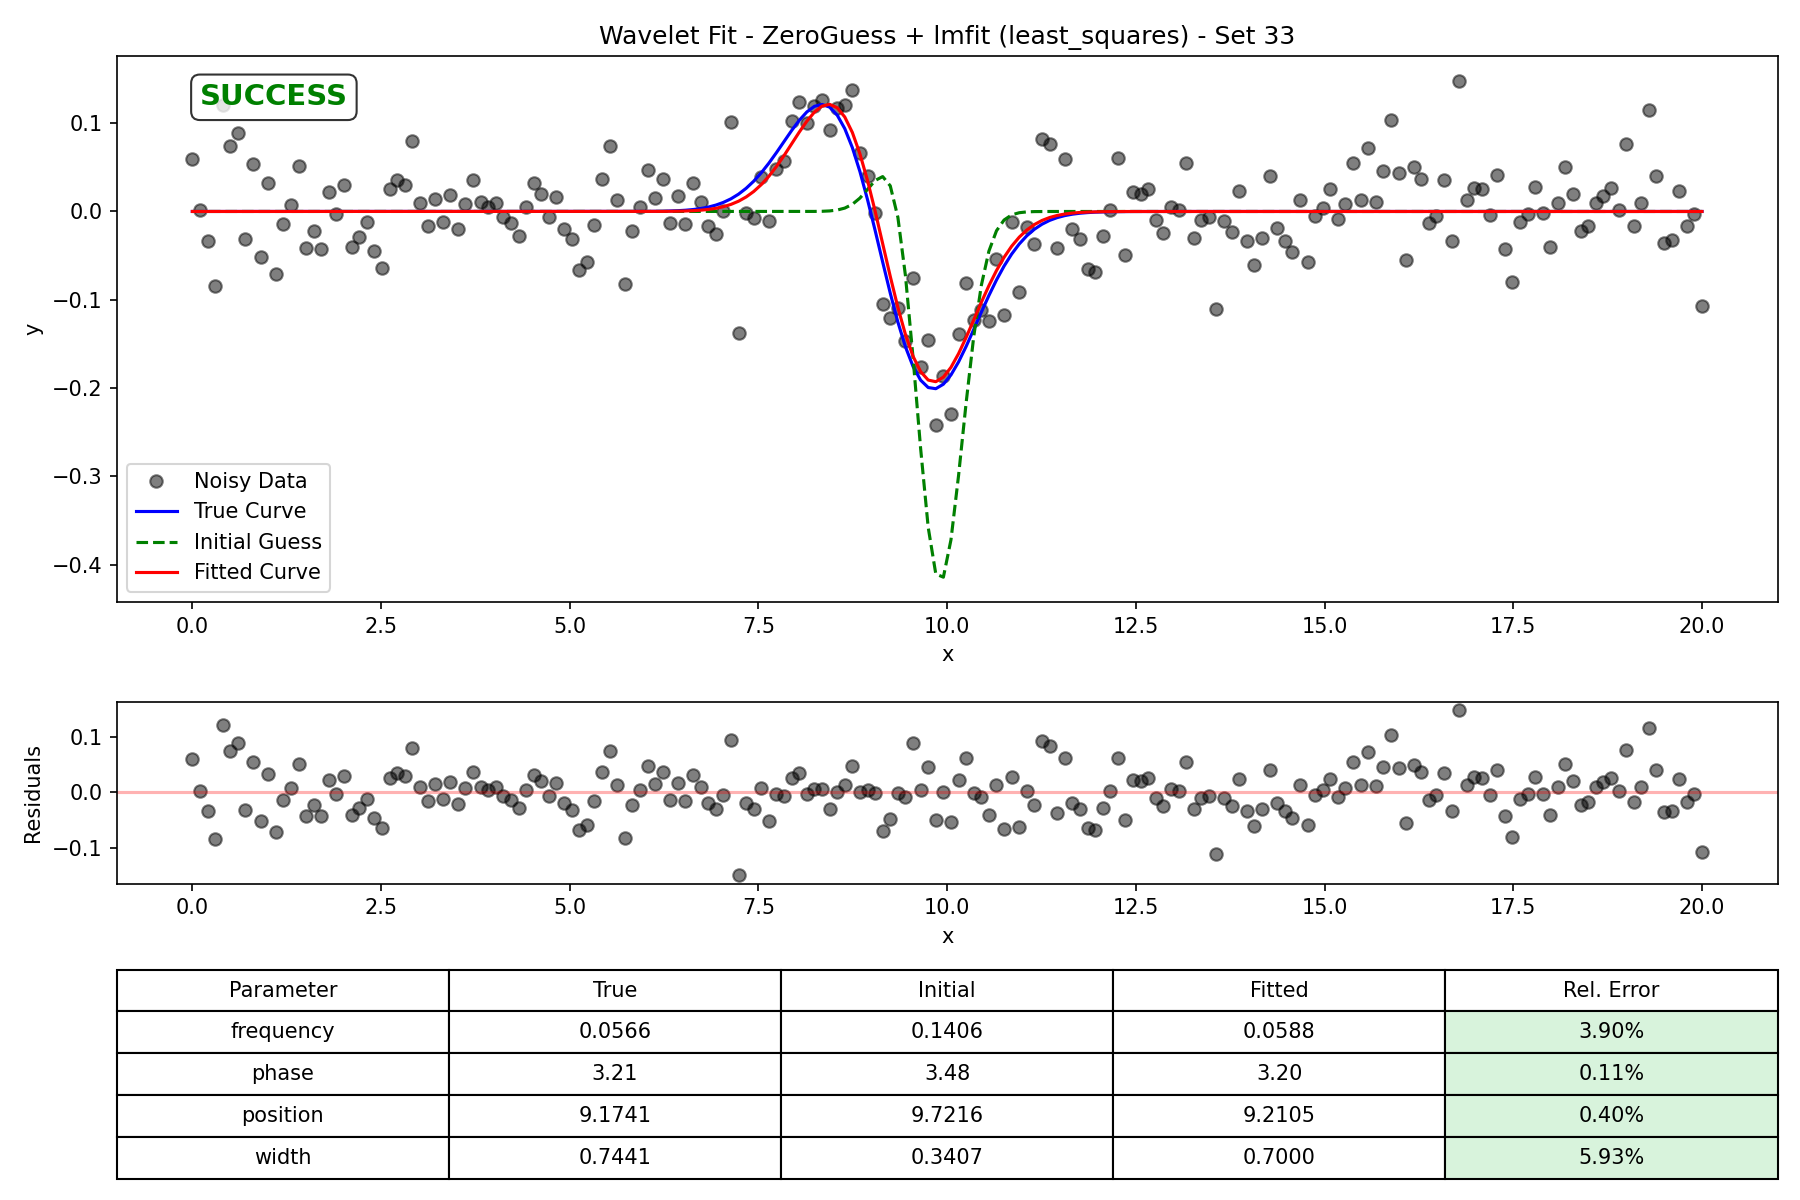 Wavelet Fit - ZeroGuess + lmfit (least_squares) - Set 33
SUCCESS
0.1
0.0
−0.1
−0.2
−0.3
−0.4
y
Noisy Data
True Curve
Initial Guess
Fitted Curve
0.0 2.5 5.0 7.5 10.0 12.5 15.0 17.5 20.0
x
0.1
0.0
−0.1
Residuals
0.0 2.5 5.0 7.5 10.0 12.5 15.0 17.5 20.0
x
Parameter True Initial Fitted Rel. Error
frequency 0.0566 0.1406 0.0588 3.90%
phase 3.21 3.48 3.20 0.11%
position 9.1741 9.7216 9.2105 0.40%
width 0.7441 0.3407 0.7000 5.93%